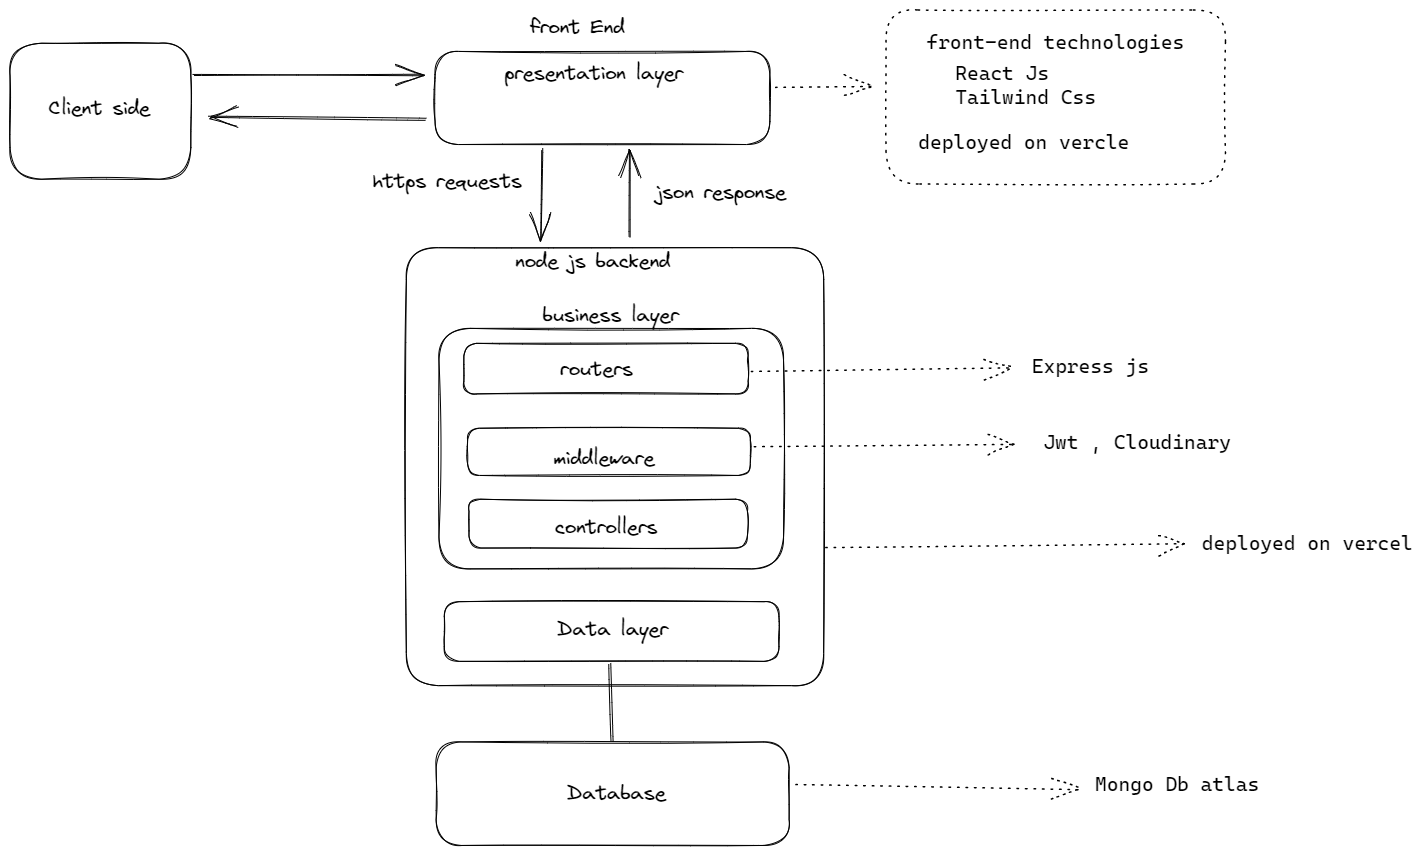 front End
presentation layer
Client side
front-end technologies
React Js
Tailwind Css
deployed on vercle
https requests
json response
node js backend
business layer
routers
Express js
middleware
Jwt , Cloudinary
controllers
deployed on vercel
Data layer
Database
Mongo Db atlas